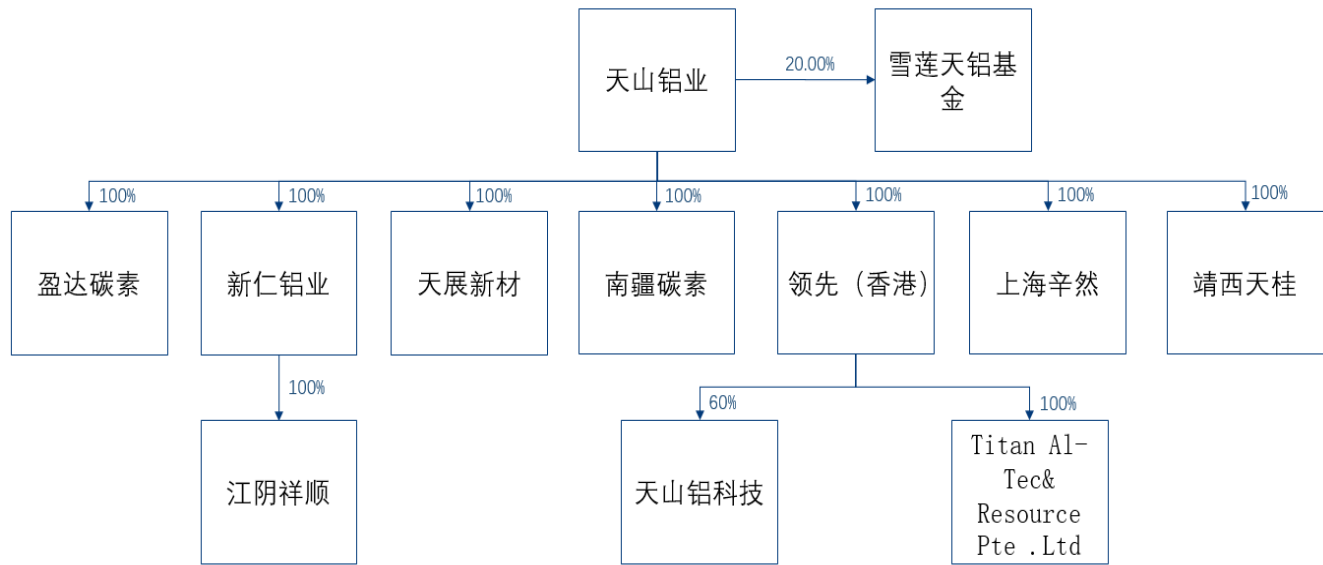 天山铝业
20.00%
雪莲天铝基
金
100%
100%
100%
100%
100%
100%
100%
盈达碳素
新仁铝业
天展新材
南疆碳素
领先（香港）
上海辛然
靖西天桂
100%
60%
100%
江阴祥顺
天山铝科技
Titan Al-
Tec&
Resource
Pte .Ltd